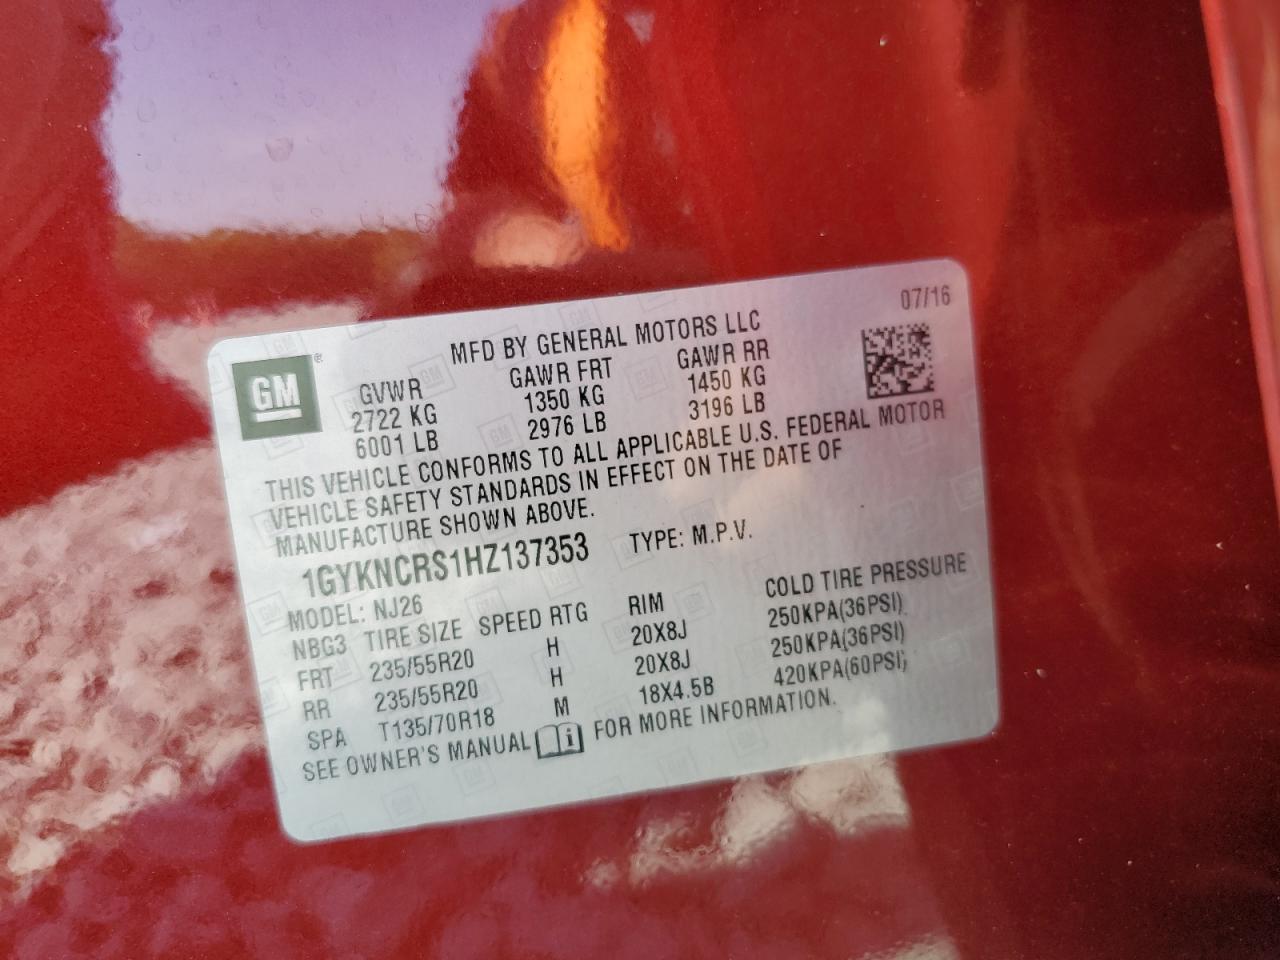 07/16
MFD BY GENERAL MOTORS LLC
GM ®
GVWR GAWR FRT GAWR RR
2722 KG 1350 KG 1450 KG
6001 LB 2976 LB 3196 LB
THIS VEHICLE CONFORMS TO ALL APPLICABLE U.S. FEDERAL MOTOR
VEHICLE SAFETY STANDARDS IN EFFECT ON THE DATE OF
MANUFACTURE SHOWN ABOVE.
1GYKNCRS1HZ137353 TYPE: M.P.V.
MODEL: NJ26
NBG3 TIRE SIZE SPEED RTG RIM COLD TIRE PRESSURE
FRT 235/55R20 H 20X8J 250KPA(36PSI)
RR 235/55R20 H 20X8J 250KPA(36PSI)
SPA T135/70R18 M 18X4.5B 420KPA(60PSI)
SEE OWNER'S MANUAL i FOR MORE INFORMATION.